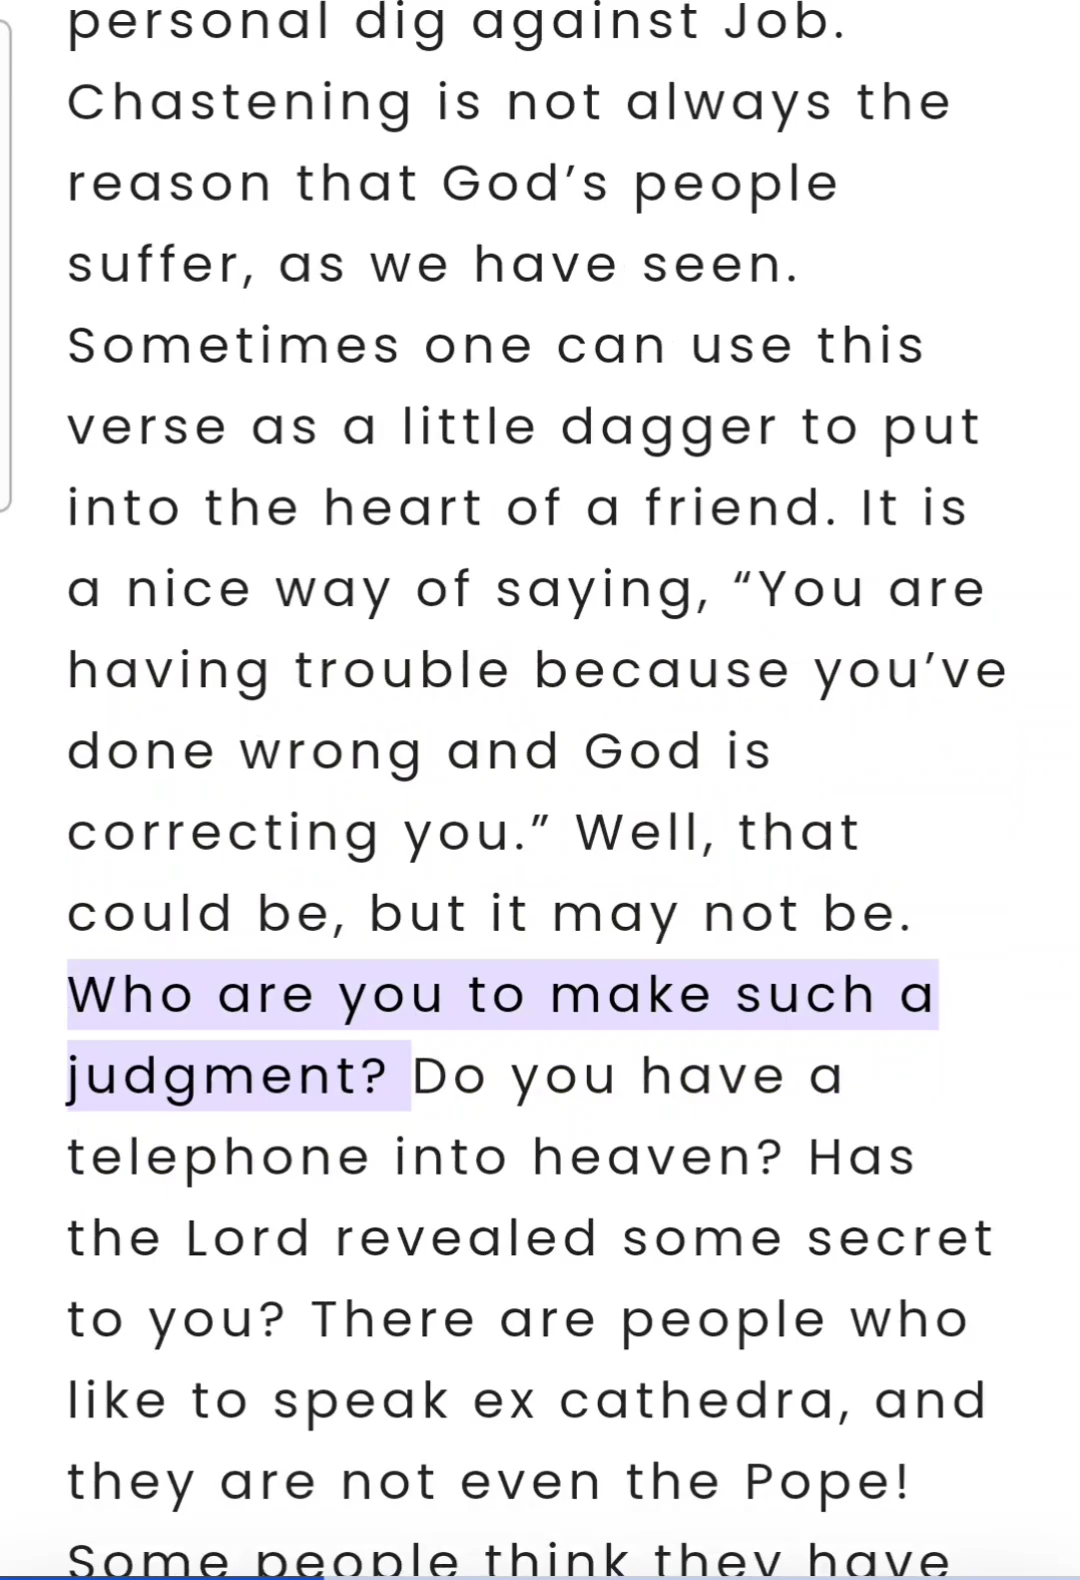 personal dig against Job.
Chastening is not always the
reason that God’s people
suffer, as we have seen.
Sometimes one can use this
verse as a little dagger to put
into the heart of a friend. It is
a nice way of saying, “You are
having trouble because you’ve
done wrong and God is
correcting you.” Well, that
could be, but it may not be.
Who are you to make such a
judgment? Do you have a
telephone into heaven? Has
the Lord revealed some secret
to you? There are people who
like to speak ex cathedra, and
they are not even the Pope!
Some people think they have